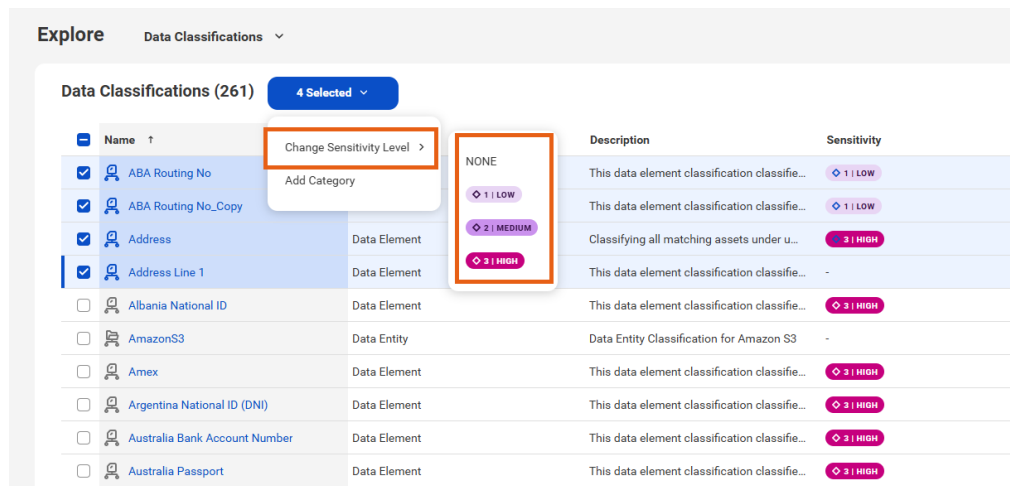 Explore Data Classifications
Data Classifications (261) 4 Selected
Name ↑ Description Sensitivity
Change Sensitivity Level
Add Category
NONE
1 | LOW
2 | MEDIUM
3 | HIGH
ABA Routing No This data element classification classifie... 1 | LOW
ABA Routing No_Copy This data element classification classifie... 1 | LOW
Address Data Element Classifying all matching assets under u... 3 | HIGH
Address Line 1 Data Element This data element classification classifie... -
Albania National ID Data Element This data element classification classifie... 3 | HIGH
AmazonS3 Data Entity Data Entity Classification for Amazon S3 -
Amex Data Element This data element classification classifie... 3 | HIGH
Argentina National ID (DNI) Data Element This data element classification classifie... 3 | HIGH
Australia Bank Account Number Data Element This data element classification classifie... 3 | HIGH
Australia Passport Data Element This data element classification classifie... 3 | HIGH